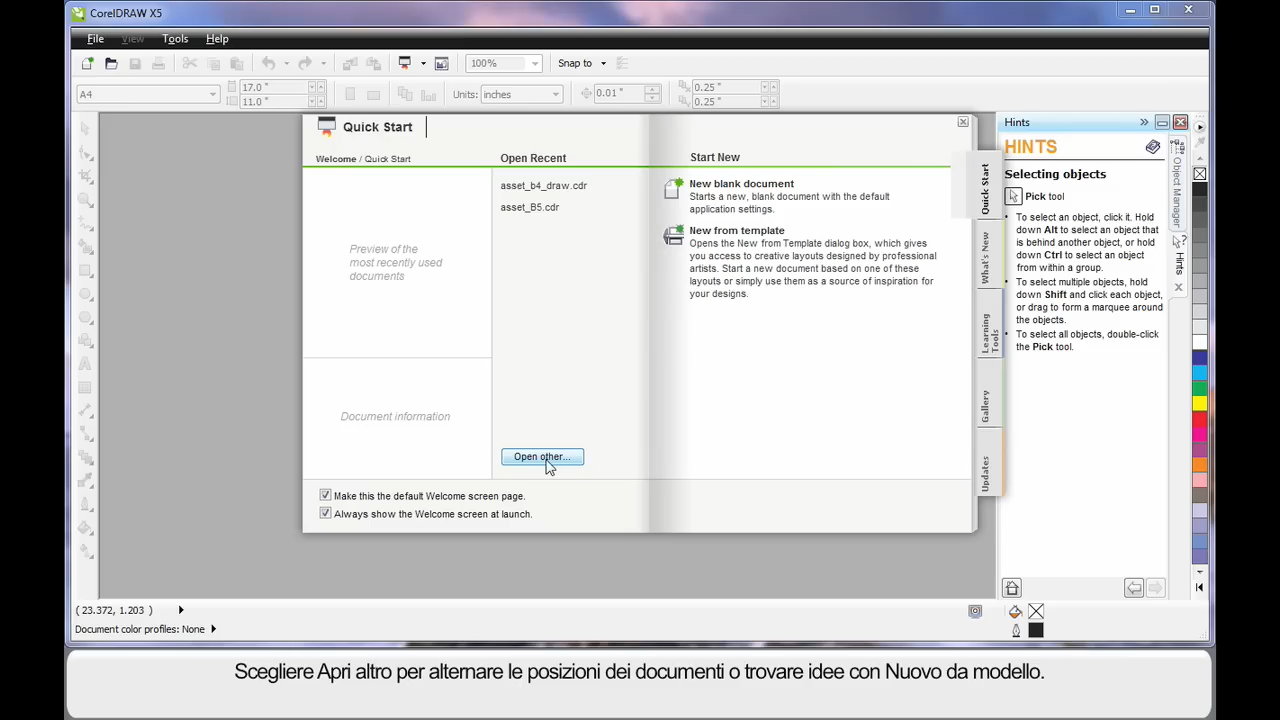 CorelDRAW X5
File View Tools Help
100% Snap to
A4 17.0 " 11.0 " Units: inches 0.01 " 0.25 " 0.25 "
Quick Start
Welcome / Quick Start
Open Recent
asset_b4_draw.cdr
asset_B5.cdr
Preview of the
most recently used
documents
Document information
Open other...
Make this the default Welcome screen page.
Always show the Welcome screen at launch.
Start New
New blank document
Starts a new, blank document with the default
application settings.
New from template
Opens the New from Template dialog box, which gives
you access to creative layouts designed by professional
artists. Start a new document based on one of these
layouts or simply use them as a source of inspiration for
your designs.
Quick Start
What's New
Learning
Tools
Gallery
Updates
Hints
HINTS
Selecting objects
Pick tool
• To select an object, click it. Hold
down Alt to select an object that
is behind another object, or hold
down Ctrl to select an object
from within a group.
• To select multiple objects, hold
down Shift and click each object,
or drag to form a marquee around
the objects.
• To select all objects, double-click
the Pick tool.
Object Manager
Hints
( 23.372, 1.203 )
Document color profiles: None
Scegliere Apri altro per alternare le posizioni dei documenti o trovare idee con Nuovo da modello.